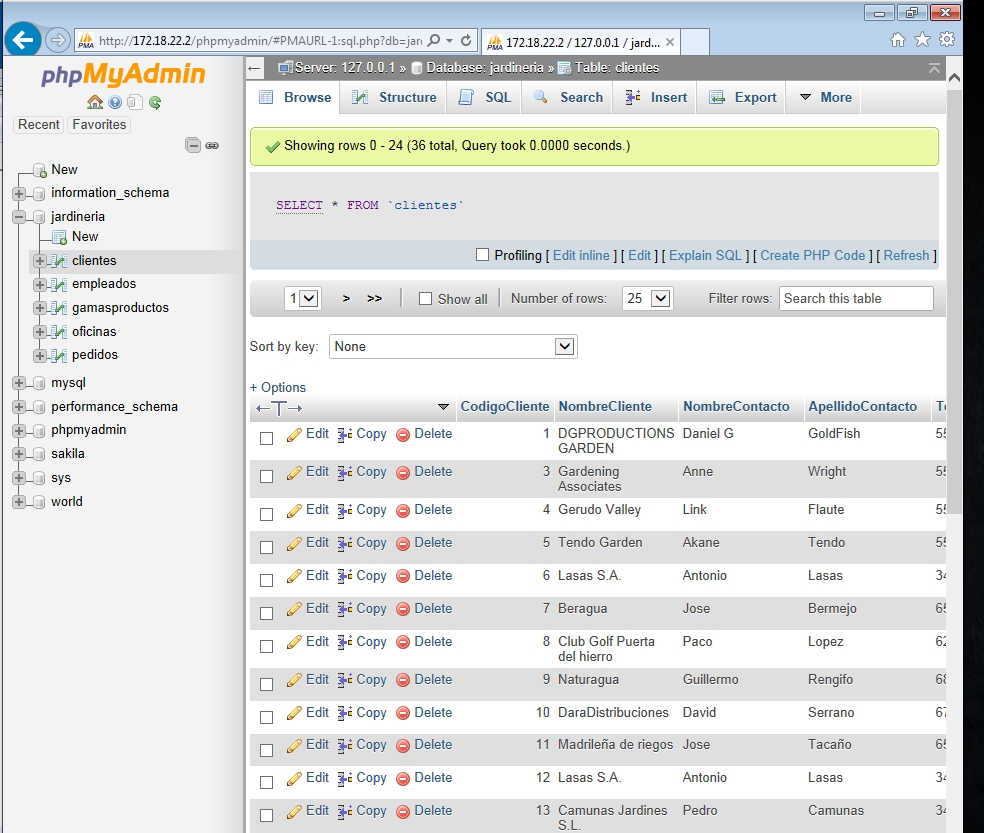 http://172.18.22.2/phpmyadmin/#PMAURL-1:sql.php?db=jar
172.18.22.2 / 127.0.0.1 / jard...
phpMyAdmin
Recent Favorites
New
information_schema
jardineria
New
clientes
empleados
gamasproductos
oficinas
pedidos
mysql
performance_schema
phpmyadmin
sakila
sys
world
Server: 127.0.0.1 » Database: jardineria » Table: clientes
Browse Structure SQL Search Insert Export More
Showing rows 0 - 24 (36 total, Query took 0.0000 seconds.)
SELECT * FROM `clientes`
Profiling [ Edit inline ] [ Edit ] [ Explain SQL ] [ Create PHP Code ] [ Refresh ]
1 > >> Show all Number of rows: 25 Filter rows: Search this table
Sort by key: None
+ Options
←T→ CodigoCliente NombreCliente NombreContacto ApellidoContacto
Edit Copy Delete 1 DGPRODUCTIONS GARDEN Daniel G GoldFish 55
Edit Copy Delete 3 Gardening Associates Anne Wright 55
Edit Copy Delete 4 Gerudo Valley Link Flaute 55
Edit Copy Delete 5 Tendo Garden Akane Tendo 55
Edit Copy Delete 6 Lasas S.A. Antonio Lasas 34
Edit Copy Delete 7 Beragua Jose Bermejo 65
Edit Copy Delete 8 Club Golf Puerta del hierro Paco Lopez 62
Edit Copy Delete 9 Naturagua Guillermo Rengifo 68
Edit Copy Delete 10 DaraDistribuciones David Serrano 67
Edit Copy Delete 11 Madrileña de riegos Jose Tacaño 65
Edit Copy Delete 12 Lasas S.A. Antonio Lasas 34
Edit Copy Delete 13 Camunas Jardines S.L. Pedro Camunas 34